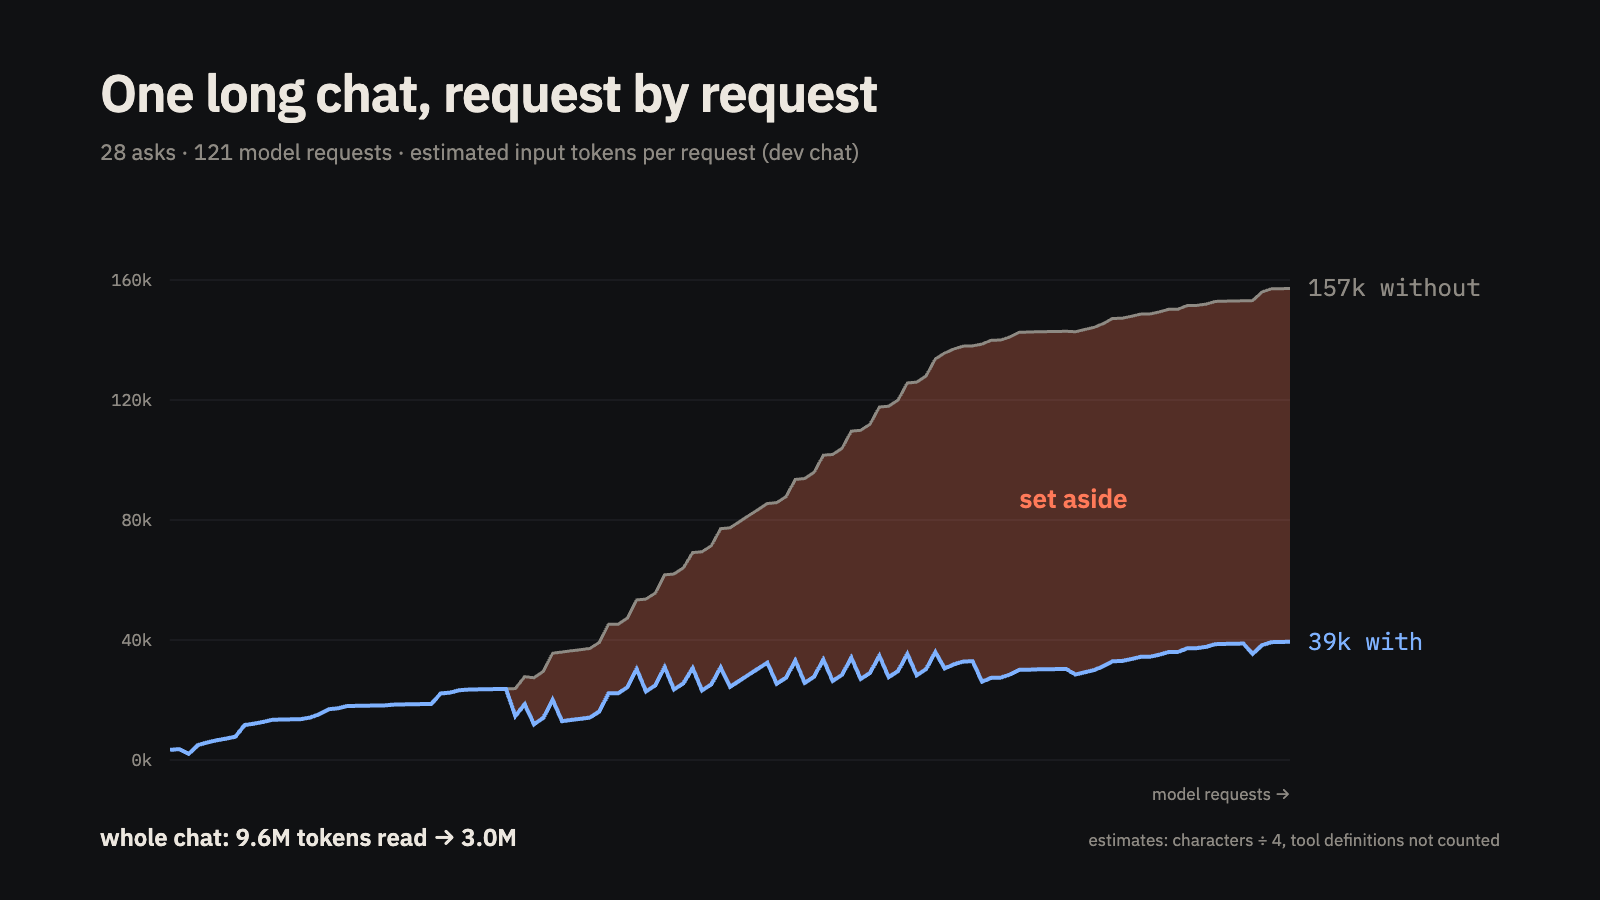 One long chat, request by request
28 asks · 121 model requests · estimated input tokens per request (dev chat)
160k
157k without
120k
set aside
80k
40k
39k with
0k
model requests →
whole chat: 9.6M tokens read → 3.0M
estimates: characters ÷ 4, tool definitions not counted